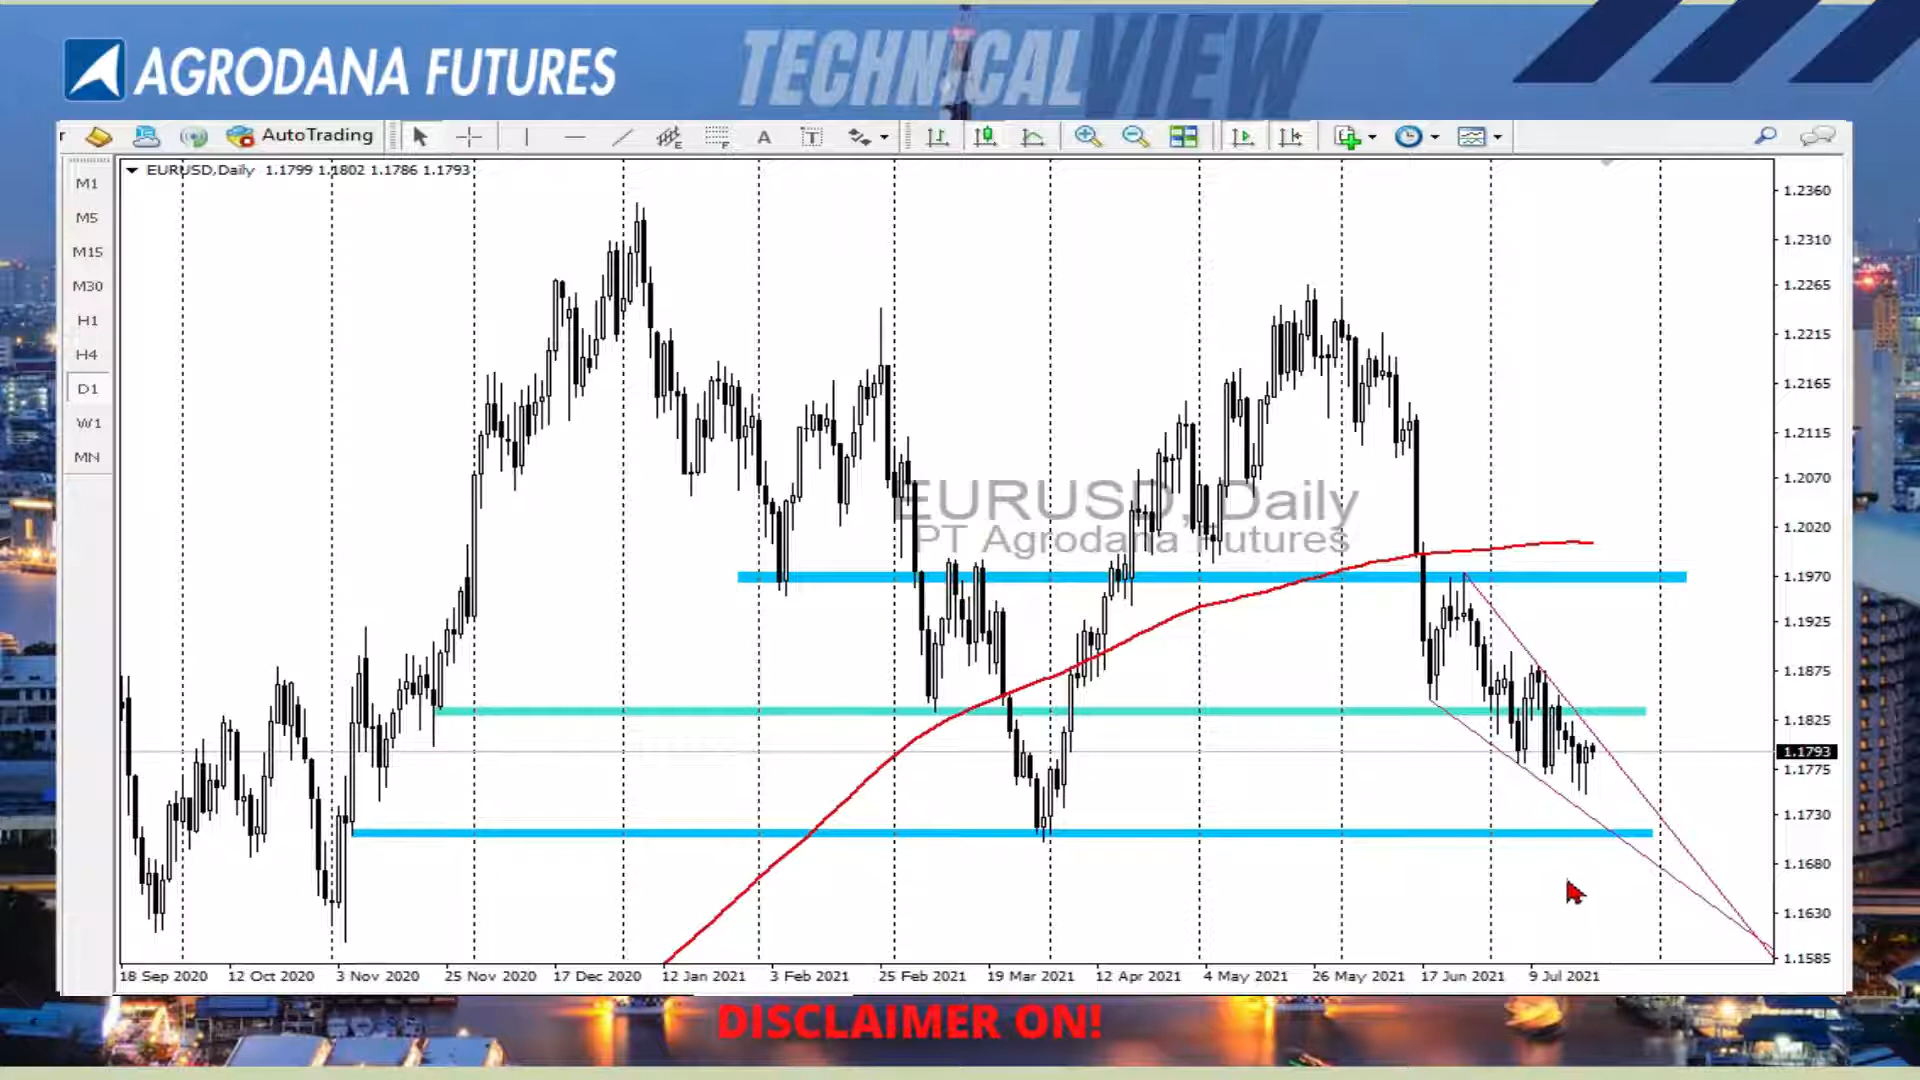 AGRODANA FUTURES
TECHNICAL VIEW
r
AutoTrading
E
F
A
T
M1
M5
M15
M30
H1
H4
D1
W1
MN
EURUSD,Daily 1.1799 1.1802 1.1786 1.1793
EURUSD, Daily
PT Agrodana Futures
1.2360
1.2310
1.2265
1.2215
1.2165
1.2115
1.2070
1.2020
1.1970
1.1925
1.1875
1.1825
1.1793
1.1775
1.1730
1.1680
1.1630
1.1585
18 Sep 2020 12 Oct 2020 3 Nov 2020 25 Nov 2020 17 Dec 2020 12 Jan 2021 3 Feb 2021 25 Feb 2021 19 Mar 2021 12 Apr 2021 4 May 2021 26 May 2021 17 Jun 2021 9 Jul 2021
DISCLAIMER ON!